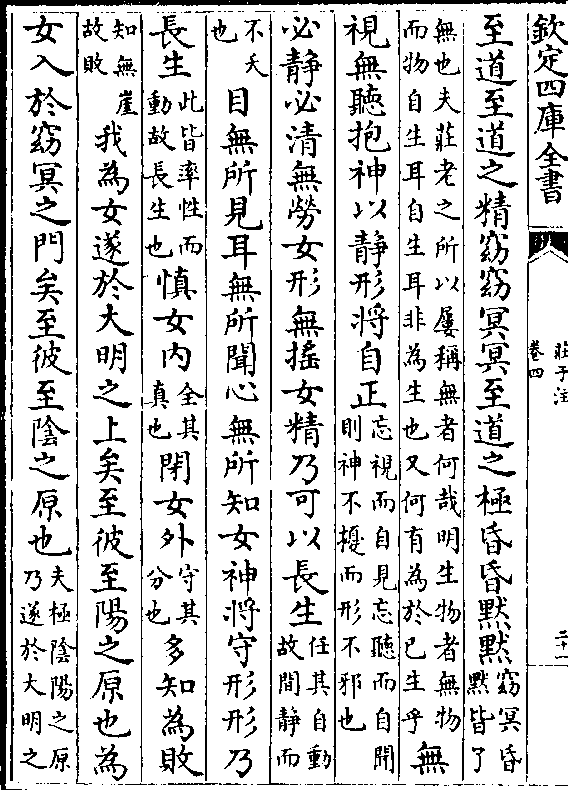 欽定四庫全書
莊子注
卷四
二十一
至道至道之精窈窈冥冥至道之極昏昏默默窈冥昏
默皆了
無也夫莊老之所以屢稱無者何哉明生物者無物
而物自生耳自生耳非為生也又何有為於已生乎無
視無聽抱神以静形將自正忘視而自見忘聽而自聞
則神不擾而形不邪也
必静必清無勞女形無摇女精乃可以長生任其自動
故閒静而
不夭
也目無所見耳無所聞心無所知女神將守形形乃
長生此皆率性而
動故長生也慎女内全其
真也閉女外守其
分也多知為敗
知無崖
故敗我為女遂於大明之上矣至彼至陽之原也為
女入於窈冥之門矣至彼至陰之原也夫極陰陽之原
乃遂於大明之